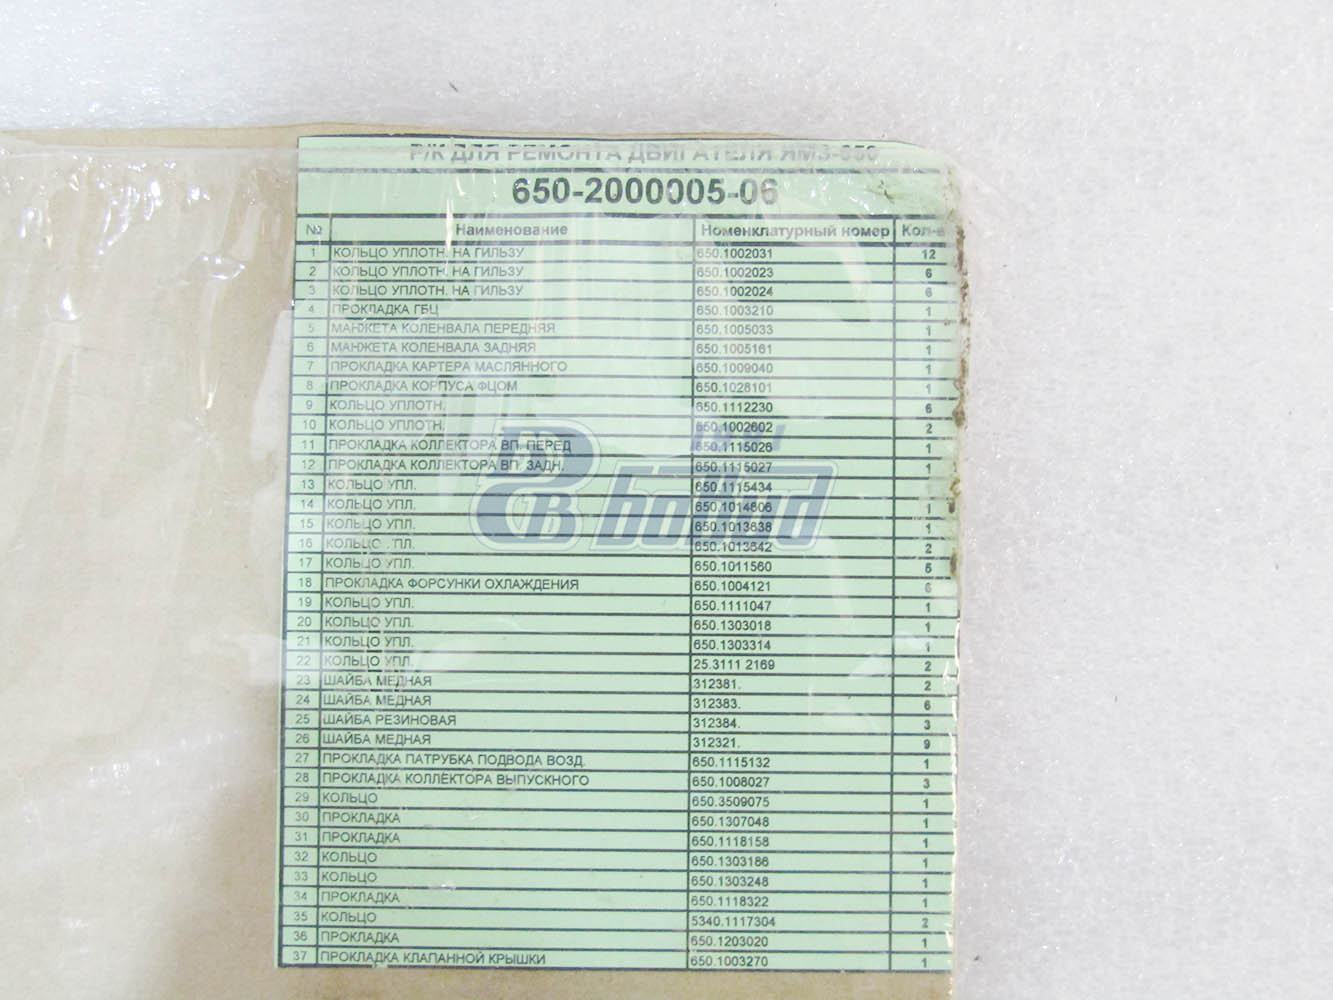 Р/К ДЛЯ РЕМОНТА ДВИГАТЕЛЯ ЯМЗ-650
650-2000005-06
№ Наименование Номенклатурный номер Кол-в
1 КОЛЬЦО УПЛОТН. НА ГИЛЬЗУ 650.1002031 12
2 КОЛЬЦО УПЛОТН. НА ГИЛЬЗУ 650.1002023 6
3 КОЛЬЦО УПЛОТН. НА ГИЛЬЗУ 650.1002024 6
4 ПРОКЛАДКА ГБЦ 650.1003210 1
5 МАНЖЕТА КОЛЕНВАЛА ПЕРЕДНЯЯ 650.1005033 1
6 МАНЖЕТА КОЛЕНВАЛА ЗАДНЯЯ 650.1005161 1
7 ПРОКЛАДКА КАРТЕРА МАСЛЯННОГО 650.1009040 1
8 ПРОКЛАДКА КОРПУСА ФЦОМ 650.1028101 1
9 КОЛЬЦО УПЛОТН. 650.1112230 6
10 КОЛЬЦО УПЛОТН. 650.1002602 2
11 ПРОКЛАДКА КОЛЛЕКТОРА ВП. ПЕРЕД 650.1115026 1
12 ПРОКЛАДКА КОЛЛЕКТОРА ВП. ЗАДН. 650.1115027 1
13 КОЛЬЦО УПЛ. 650.1115434
14 КОЛЬЦО УПЛ. 650.1014606 1
15 КОЛЬЦО УПЛ. 650.1013638 1
16 КОЛЬЦО УПЛ. 650.1013642 2
17 КОЛЬЦО УПЛ. 650.1011560 6
18 ПРОКЛАДКА ФОРСУНКИ ОХЛАЖДЕНИЯ 650.1004121 6
19 КОЛЬЦО УПЛ. 650.1111047 1
20 КОЛЬЦО УПЛ. 650.1303018 1
21 КОЛЬЦО УПЛ. 650.1303314 1
22 КОЛЬЦО УПЛ. 25.3111 2169 2
23 ШАЙБА МЕДНАЯ 312381. 2
24 ШАЙБА МЕДНАЯ 312383. 6
25 ШАЙБА РЕЗИНОВАЯ 312384. 3
26 ШАЙБА МЕДНАЯ 312321. 9
27 ПРОКЛАДКА ПАТРУБКА ПОДВОДА ВОЗД. 650.1115132 1
28 ПРОКЛАДКА КОЛЛЕКТОРА ВЫПУСКНОГО 650.1008027 3
29 КОЛЬЦО 650.3509075 1
30 ПРОКЛАДКА 650.1307048 1
31 ПРОКЛАДКА 650.1118158 1
32 КОЛЬЦО 650.1303186 1
33 КОЛЬЦО 650.1303248 1
34 ПРОКЛАДКА 650.1118322 1
35 КОЛЬЦО 5340.1117304 2
36 ПРОКЛАДКА 650.1203020 1
37 ПРОКЛАДКА КЛАПАННОЙ КРЫШКИ 650.1003270 1